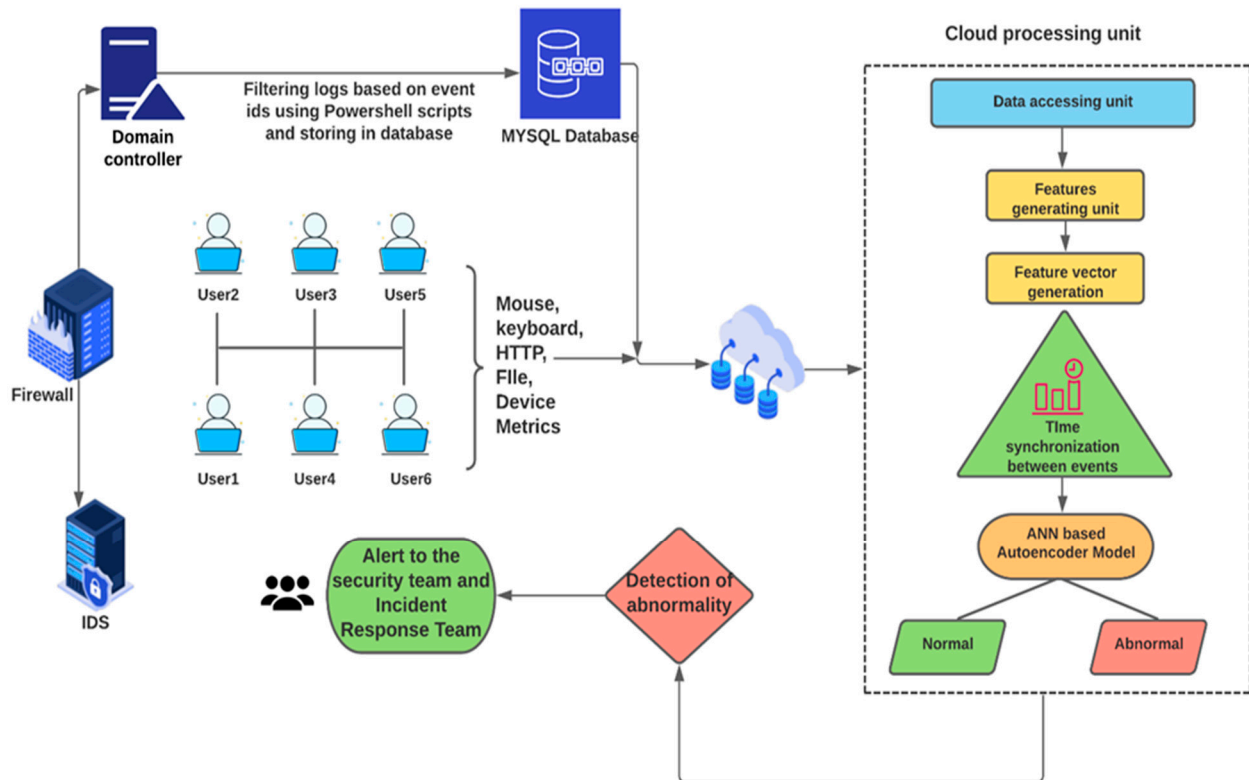 Cloud processing unit
Domain
controller
Filtering logs based on event
ids using Powershell scripts
and storing in database
MYSQL Database
Data accessing unit
Features
generating unit
Feature vector
generation
User2
User3
User5
Mouse,
keyboard,
HTTP,
FIle,
Device
Metrics
Firewall
User1
User4
User6
TIme
synchronization
between events
ANN based
Autoencoder Model
Normal
Abnormal
Detection of
abnormality
Alert to the
security team and
Incident
Response Team
IDS